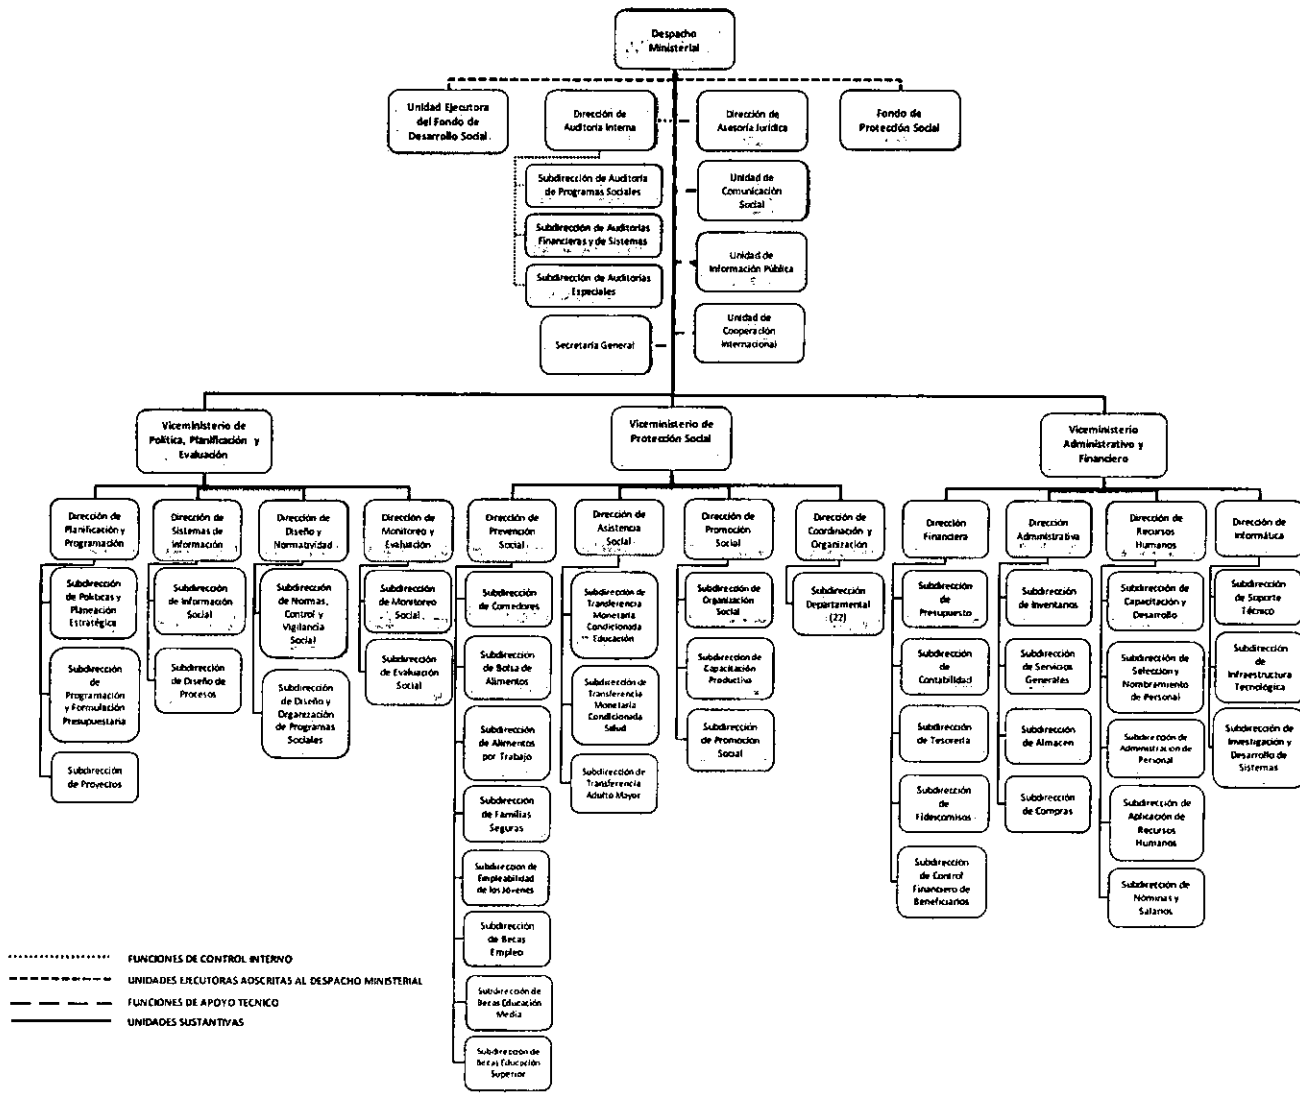 Despacho
Ministerial
Unidad Ejecutora
del Fondo de
Desarrollo Social
Dirección de
Auditoría Interna
Dirección de
Asesoría Jurídica
Fondo de
Protección Social
Subdirección de Auditoría
de Programas Sociales
Subdirección de Auditorías
Financieras y de Sistemas
Subdirección de Auditorías
Especiales
Unidad de
Comunicación
Social
Unidad de
Información Pública
Unidad de
Cooperación
Internacional
Secretaría General
Viceministerio de
Política, Planificación y
Evaluación
Viceministerio de
Protección Social
Viceministerio
Administrativo y
Financiero
Dirección de
Planificación y
Programación
Subdirección
de Políticas y
Planeación
Estratégica
Subdirección
de
Programación
y Formulación
Presupuestaria
Subdirección
de Proyectos
Dirección de
Sistemas de
Información
Subdirección
de Información
Social
Subdirección
de Diseño de
Procesos
Dirección de
Diseño y
Normatividad
Subdirección
de Normas,
Control y
Vigilancia
Social
Subdirección
de Diseño y
Organización
de Programas
Sociales
Dirección de
Monitoreo y
Evaluación
Subdirección
de Monitoreo
Social
Subdirección
de Evaluación
Social
Dirección de
Prevención
Social
Subdirección
de Comedores
Subdirección
de Bolsa de
Alimentos
Subdirección
de Alimentos
por Trabajo
Subdirección
de Familias
Seguras
Subdirección de
Empleabilidad
de los Jóvenes
Subdirección
de Becas
Empleo
Subdirección de
Becas Educación
Media
Subdirección de
Becas Educación
Superior
Dirección de
Asistencia
Social
Subdirección de
Transferencia
Monetaria
Condicionada
Educación
Subdirección de
Transferencia
Monetaria
Condicionada
Salud
Subdirección de
Transferencia
Adulto Mayor
Dirección de
Promoción
Social
Subdirección
de Organización
Social
Subdirección de
Capacitación
Productiva
Subdirección
de Promoción
Social
Dirección de
Coordinación y
Organización
Subdirección
Departamental
(22)
Dirección
Financiera
Subdirección
de
Presupuesto
Subdirección
de
Contabilidad
Subdirección
de Tesorería
Subdirección
de
Fideicomisos
Subdirección
de Control
Financiero de
Beneficiarios
Dirección
Administrativa
Subdirección
de Inventarios
Subdirección
de Servicios
Generales
Subdirección
de Almacen
Subdirección
de Compras
Dirección de
Recursos
Humanos
Subdirección de
Capacitación y
Desarrollo
Subdirección
de Selección y
Nombramiento
de Personal
Subdirección de
Administración de
Personal
Subdirección de
Aplicación de
Recursos
Humanos
Subdirección de
Nóminas y
Salarios
Dirección de
Informática
Subdirección
de Soporte
Técnico
Subdirección
de
Infraestructura
Tecnológica
Subdirección de
Investigación y
Desarrollo de
Sistemas
FUNCIONES DE CONTROL INTERNO
UNIDADES EJECUTORAS ADSCRITAS AL DESPACHO MINISTERIAL
FUNCIONES DE APOYO TECNICO
UNIDADES SUSTANTIVAS